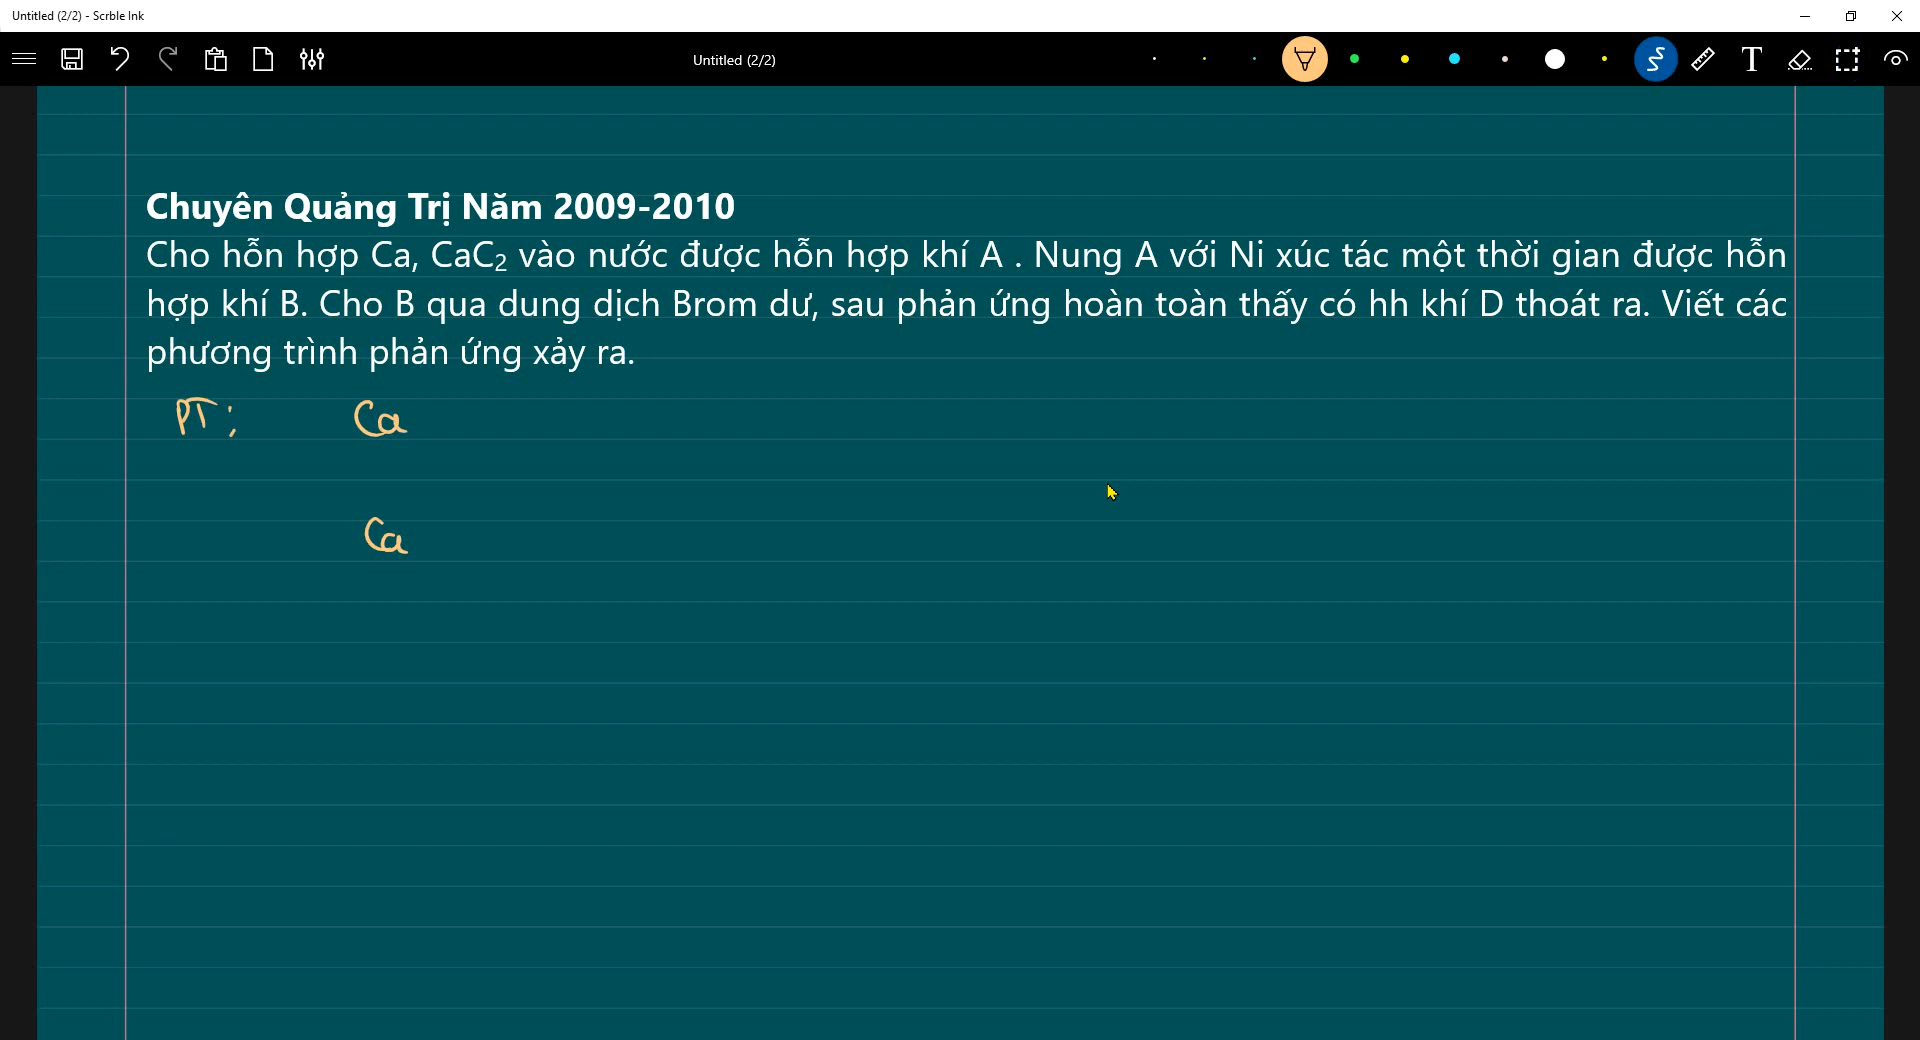 Untitled (2/2) - Scrble Ink
Untitled (2/2)
T
Chuyên Quảng Trị Năm 2009-2010
Cho hỗn hợp Ca, CaC₂ vào nước được hỗn hợp khí A . Nung A với Ni xúc tác một thời gian được hỗn
hợp khí B. Cho B qua dung dịch Brom dư, sau phản ứng hoàn toàn thấy có hh khí D thoát ra. Viết các
phương trình phản ứng xảy ra.
PT: Ca
Ca